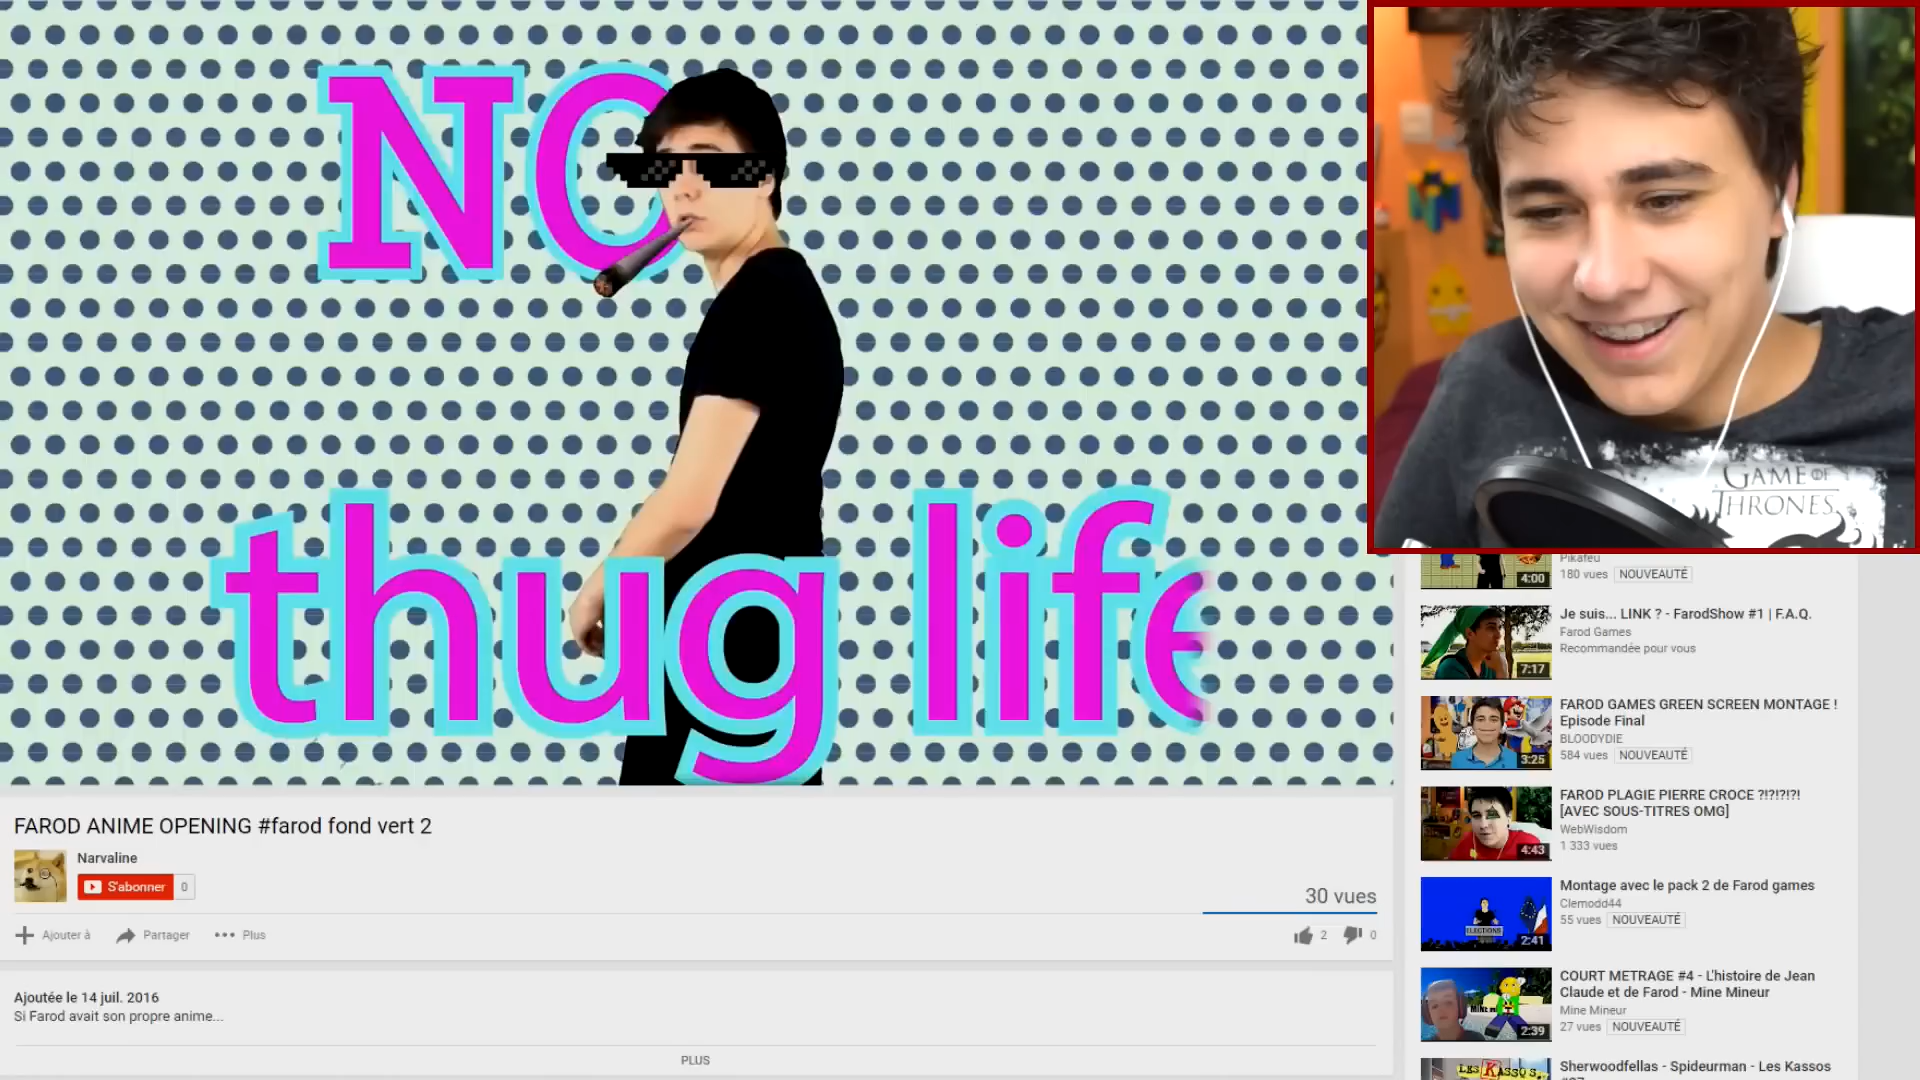 NO
thug life
GAME OF
THRONES
FAROD ANIME OPENING #farod fond vert 2
Narvaline
S'abonner 0
30 vues
Ajouter à Partager Plus
2 0
Ajoutée le 14 juil. 2016
Si Farod avait son propre anime...
PLUS
Pikafeu
180 vues NOUVEAUTÉ
4:00
Je suis... LINK ? - FarodShow #1 | F.A.Q.
Farod Games
Recommandée pour vous
7:17
FAROD GAMES GREEN SCREEN MONTAGE !
Episode Final
BLOODYDIE
584 vues NOUVEAUTÉ
3:25
FAROD PLAGIE PIERRE CROCE ?!?!?!?!
[AVEC SOUS-TITRES OMG]
WebWisdom
1 333 vues
4:43
Montage avec le pack 2 de Farod games
Clemodd44
55 vues NOUVEAUTÉ
ELECTIONS
2:41
COURT METRAGE #4 - L'histoire de Jean
Claude et de Farod - Mine Mineur
Mine Mineur
27 vues NOUVEAUTÉ
2:39
Sherwoodfellas - Spideurman - Les Kassos
LES KASSOS